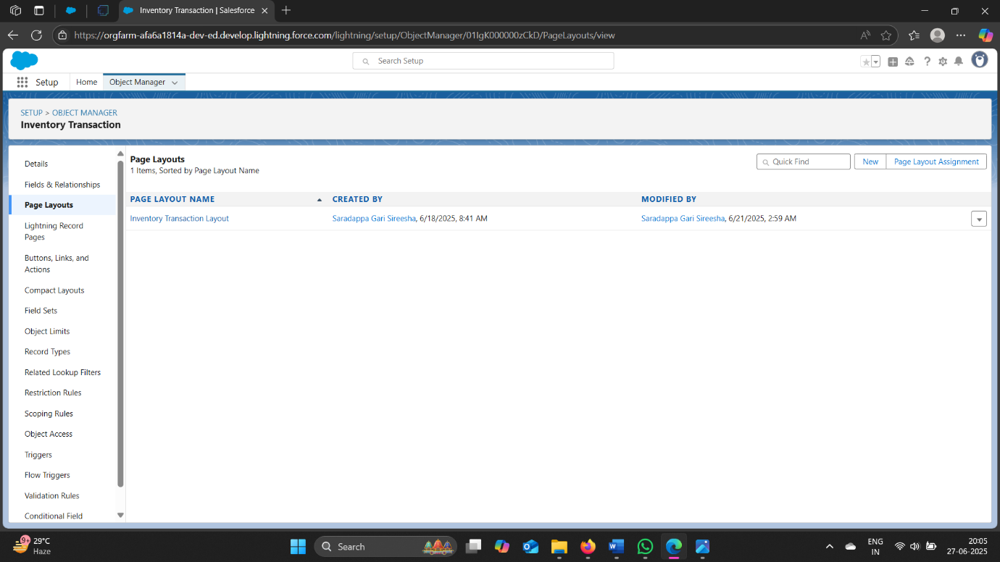 Inventory Transaction | Salesforce
https://orgfarm-afa6a1814a-dev-ed.develop.lightning.force.com/lightning/setup/ObjectManager/01IgK000000zCkD/PageLayouts/view
Search Setup
Setup
Home
Object Manager
SETUP > OBJECT MANAGER
Inventory Transaction
Details
Fields & Relationships
Page Layouts
Lightning Record
Pages
Buttons, Links, and
Actions
Compact Layouts
Field Sets
Object Limits
Record Types
Related Lookup Filters
Restriction Rules
Scoping Rules
Object Access
Triggers
Flow Triggers
Validation Rules
Conditional Field
Page Layouts
1 Items, Sorted by Page Layout Name
Quick Find
New
Page Layout Assignment
PAGE LAYOUT NAME CREATED BY MODIFIED BY
Inventory Transaction Layout Saradappa Gari Sireesha, 6/18/2025, 8:41 AM Saradappa Gari Sireesha, 6/21/2025, 2:59 AM
9+
29°C
Haze
Search
ENG
IN
20:05
27-06-2025